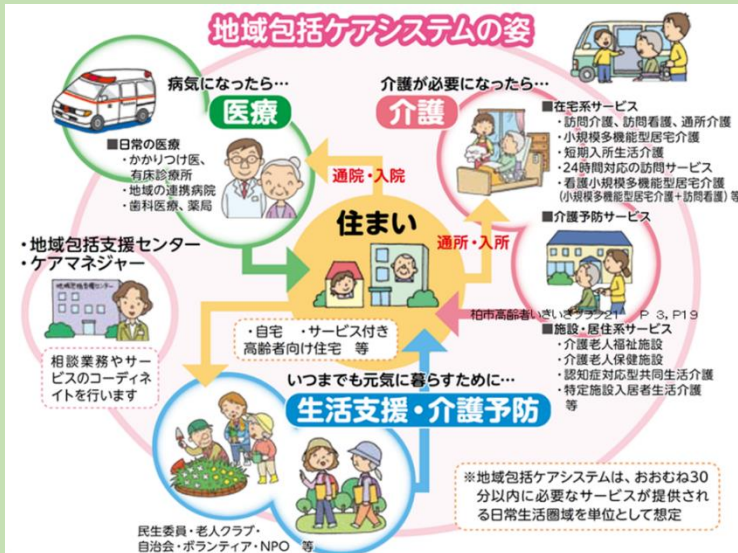 地域包括ケアシステムの姿
病気になったら…
医療
■日常の医療
・かかりつけ医、
有床診療所
・地域の連携病院
・歯科医療、薬局
介護が必要になったら…
介護
■在宅系サービス
・訪問介護、訪問看護、通所介護
・小規模多機能型居宅介護
・短期入所生活介護
・24時間対応の訪問サービス
・看護小規模多機能型居宅介護
(小規模多機能型居宅介護+訪問看護)等
■介護予防サービス
通院・入院
住まい
通所・入所
・自宅 ・サービス付き
高齢者向け住宅 等
・地域包括支援センター
・ケアマネジャー
地域包括支援センター
相談業務やサー
ビスのコーディネ
イトを行います
柏市高齢者いきいきプラン21 P 3，P19
■施設・居住系サービス
・介護老人福祉施設
・介護老人保健施設
・認知症対応型共同生活介護
・特定施設入居者生活介護
等
いつまでも元気に暮らすために…
生活支援・介護予防
民生委員・老人クラブ・
自治会・ボランティア・NPO 等
※地域包括ケアシステムは、おおむね30
分以内に必要なサービスが提供され
る日常生活圏域を単位として想定